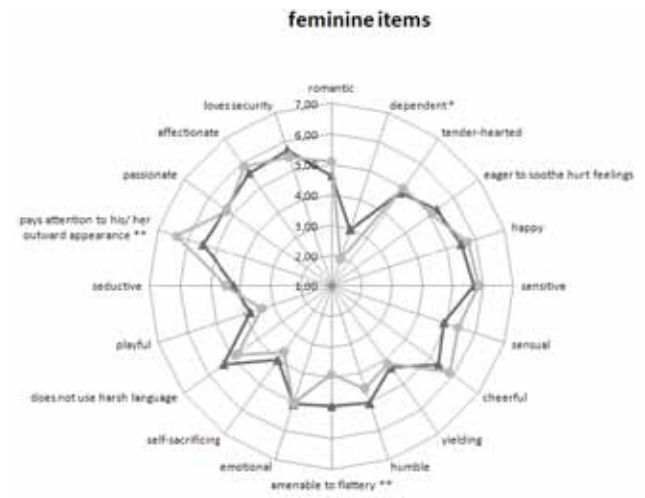 feminine items
romantic
7,00
loves security
dependent*
6,00
affectionate
tender-hearted
5,00
passionate
eager to soothe hurt feelings
4,00
3,00
pays attention to his/ her
outward appearance **
happy
2,00
seductive
1,00
sensitive
playful
sensual
does not use harsh language
cheerful
self-sacrificing
yielding
emotional
humble
amenable to flattery **